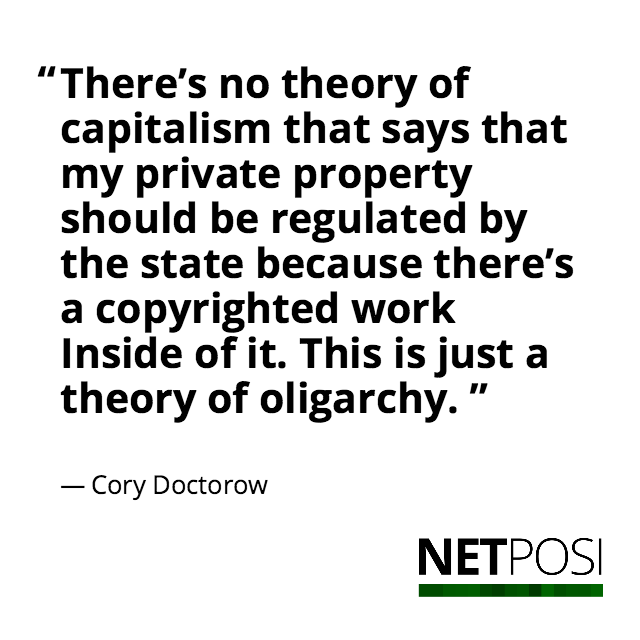 “There’s no theory of
capitalism that says that
my private property
should be regulated by
the state because there’s
a copyrighted work
Inside of it. This is just a
theory of oligarchy. ”
— Cory Doctorow
NETPOSI